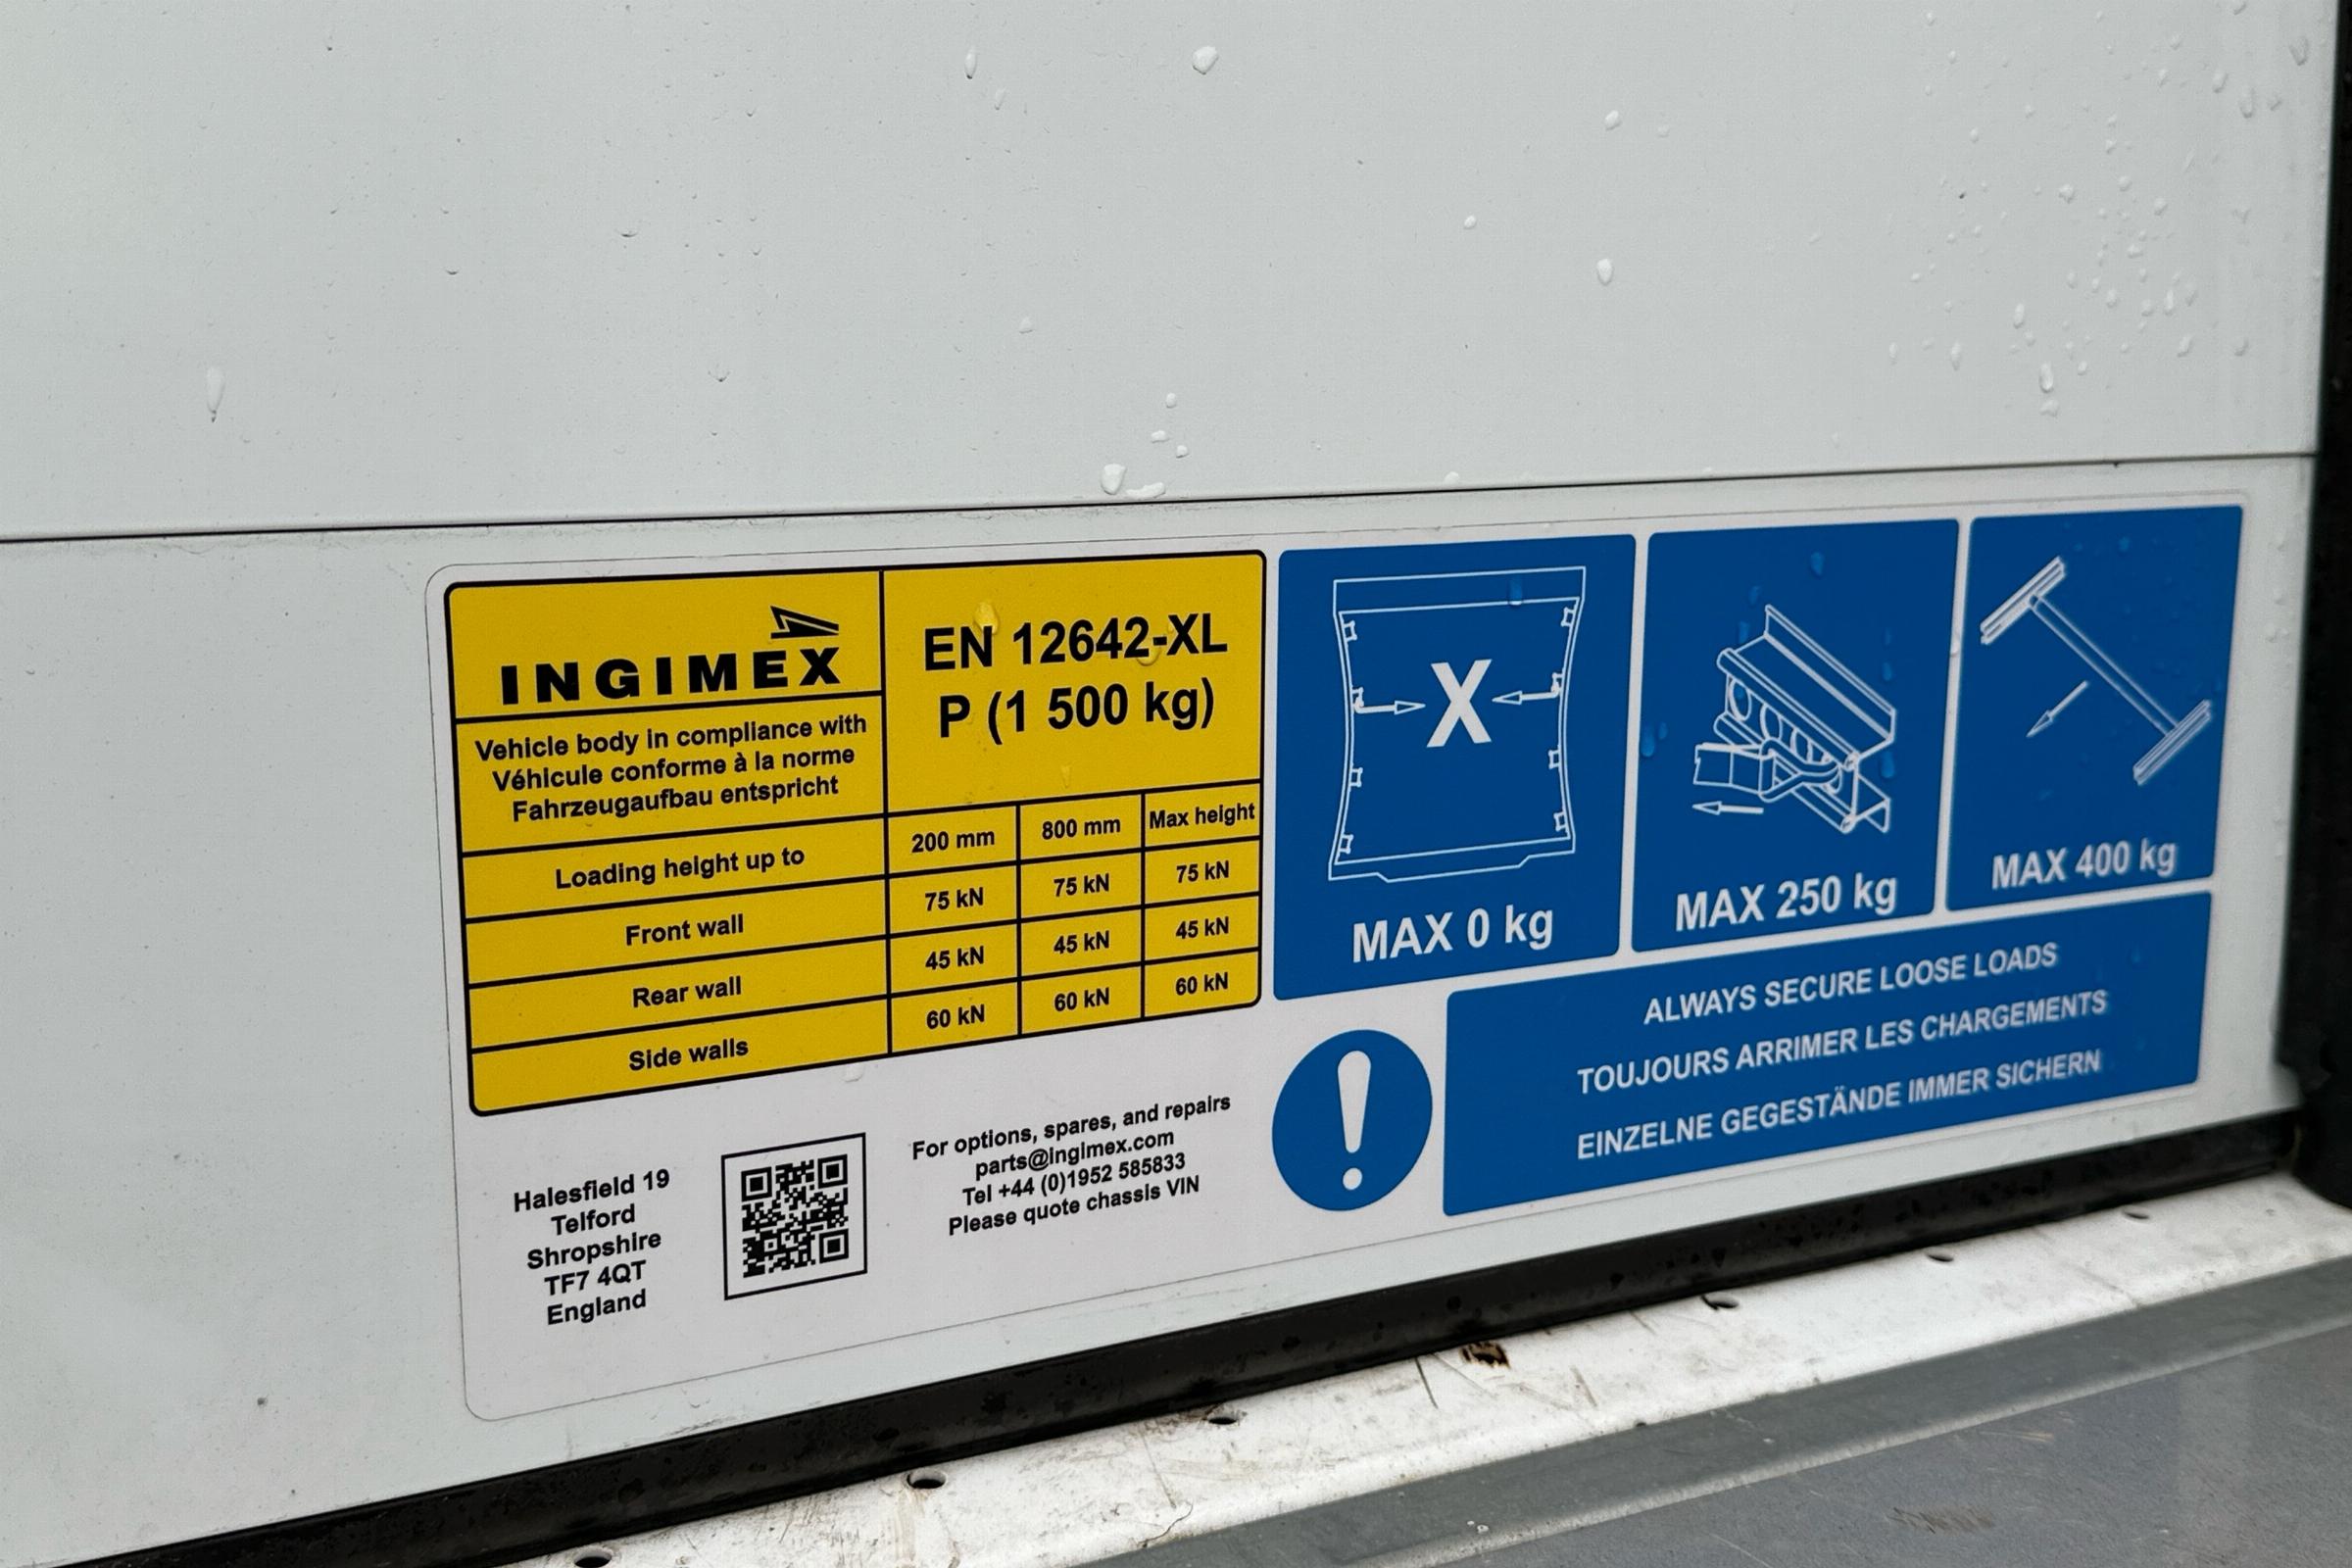 INGIMEX
Vehicle body in compliance with
Véhicule conforme à la norme
Fahrzeugaufbau entspricht
EN 12642-XL
P (1 500 kg)
Loading height up to 200 mm 800 mm Max height
Front wall 75 kN 75 kN 75 kN
Rear wall 45 kN 45 kN 45 kN
Side walls 60 kN 60 kN 60 kN
Halesfield 19
Telford
Shropshire
TF7 4QT
England
For options, spares, and repairs
parts@ingimex.com
Tel +44 (0)1952 585833
Please quote chassis VIN
X
MAX 0 kg
MAX 250 kg
MAX 400 kg
!
ALWAYS SECURE LOOSE LOADS
TOUJOURS ARRIMER LES CHARGEMENTS
EINZELNE GEGESTÄNDE IMMER SICHERN